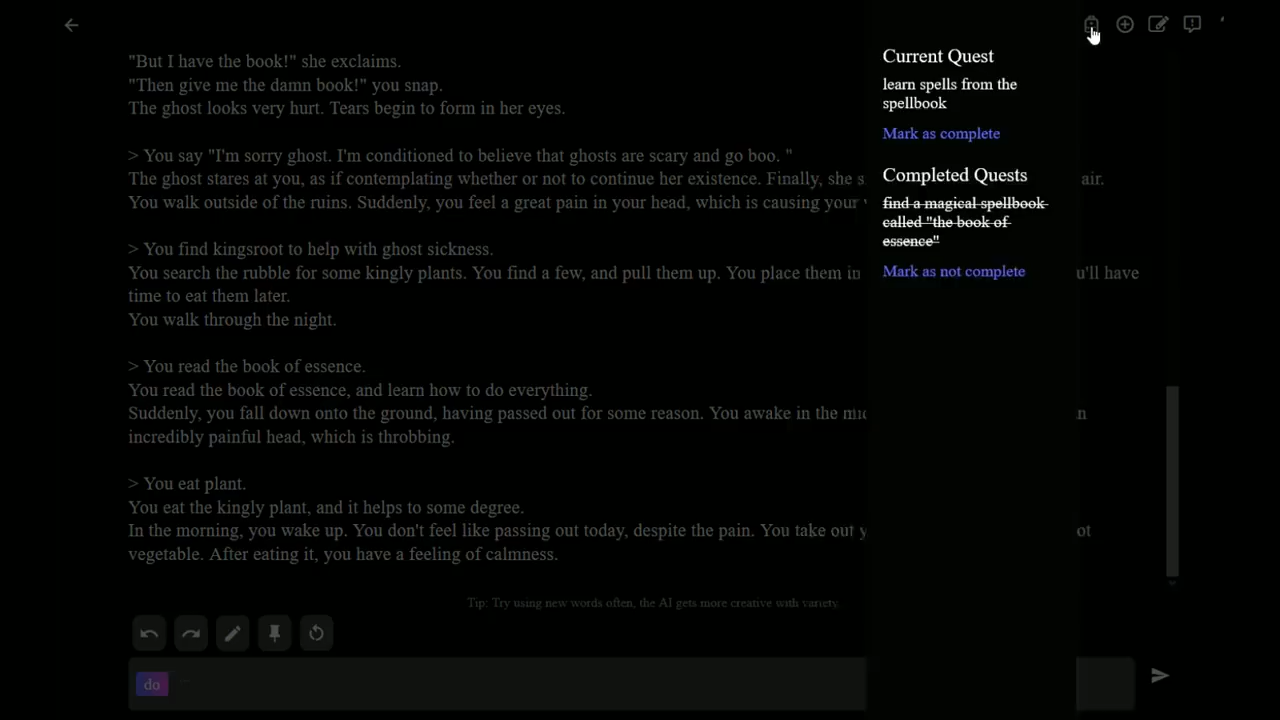 "But I have the book!" she exclaims.
"Then give me the damn book!" you snap.
The ghost looks very hurt. Tears begin to form in her eyes.
> You say "I'm sorry ghost. I'm conditioned to believe that ghosts are scary and go boo. "
The ghost stares at you, as if contemplating whether or not to continue her existence. Finally, she s air.
You walk outside of the ruins. Suddenly, you feel a great pain in your head, which is causing your
> You find kingsroot to help with ghost sickness.
You search the rubble for some kingly plants. You find a few, and pull them up. You place them in u'll have
time to eat them later.
You walk through the night.
> You read the book of essence.
You read the book of essence, and learn how to do everything.
Suddenly, you fall down onto the ground, having passed out for some reason. You awake in the n
incredibly painful head, which is throbbing.
> You eat plant.
You eat the kingly plant, and it helps to some degree.
In the morning, you wake up. You don't feel like passing out today, despite the pain. You take out y ot
vegetable. After eating it, you have a feeling of calmness.
Tip: Try using new words often, the AI gets more creative with variety.
do
Current Quest
learn spells from the
spellbook
Mark as complete
Completed Quests
find a magical spellbook
called "the book of
essence"
Mark as not complete